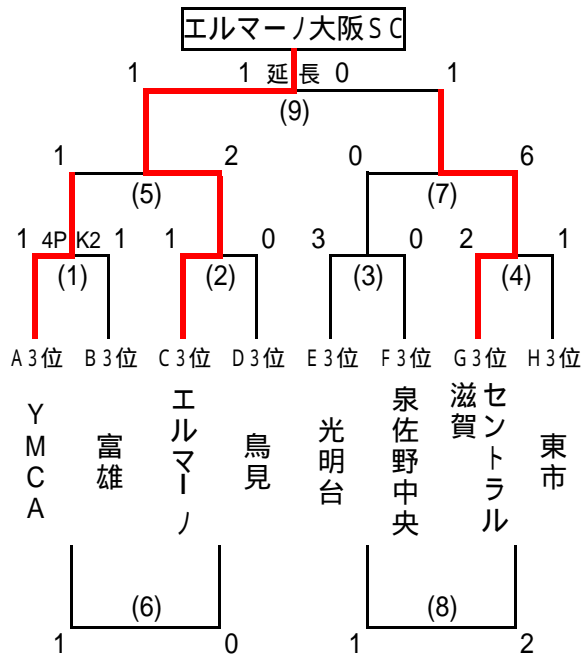 エルマーノ大阪SC
1 1 延長 0 1
(9)
1 2 0 6
(5) (7)
1 4PK2 1 1 0 3 0 2 1
(1) (2) (3) (4)
A3位 B3位 C3位 D3位 E3位 F3位 G3位 H3位
YMCA
富雄
エルマーノ
鳥見
光明台
泉佐野中央
滋賀
セントラル
東市
(6) (8)
1 0 1 2